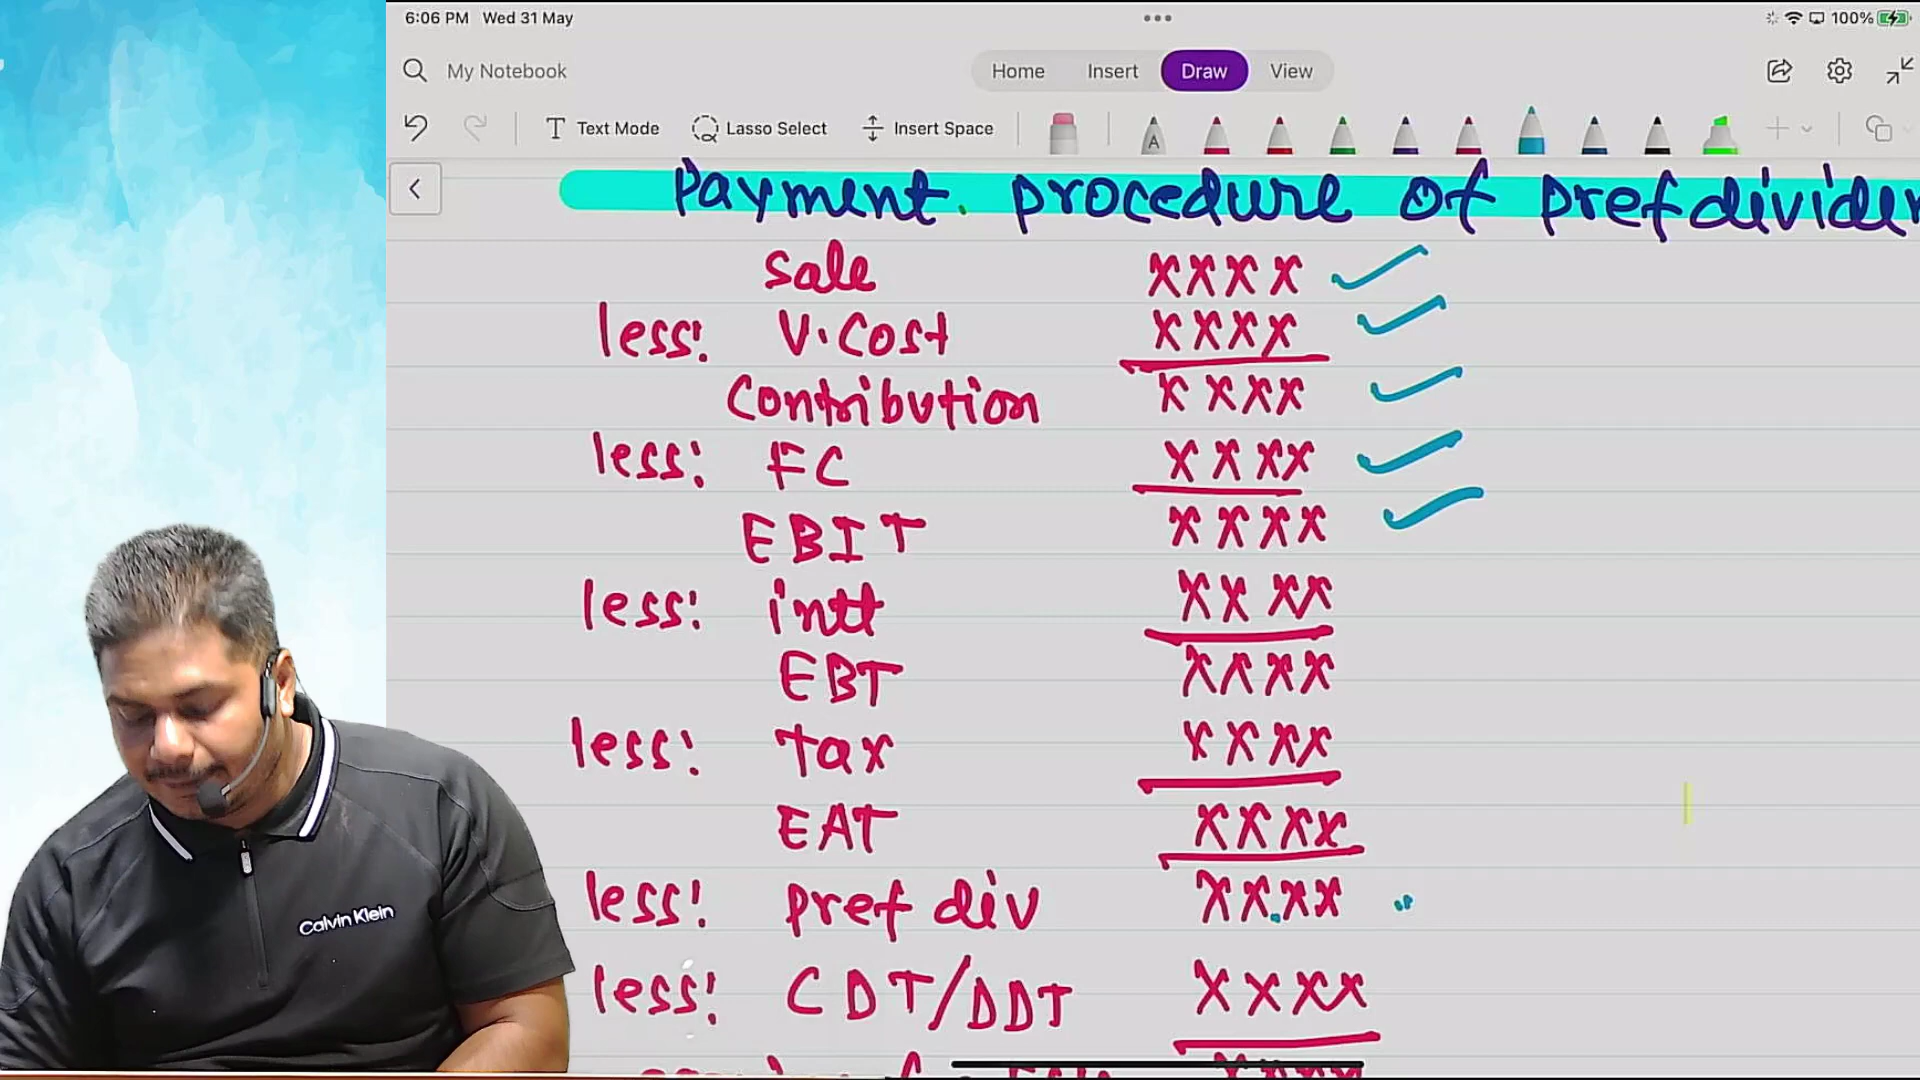 6:06 PM Wed 31 May
100%
My Notebook
Home Insert Draw View
Text Mode Lasso Select Insert Space
A
Payment procedure of pref dividen
Sale XXXX
less: V.Cost XXXX
Contribution XXXX
less: FC XXXX
EBIT XXXX
less: intt XXXX
EBT XXXX
less: tax XXXX
EAT XXXX
less: pref div XXXX
less: CDT/DDT XXXX
XXXX
Calvin Klein